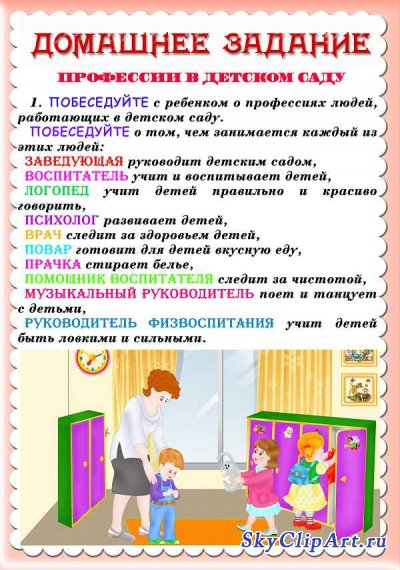 ДОМАШНЕЕ ЗАДАНИЕ
ПРОФЕССИИ В ДЕТСКОМ САДУ
1. ПОБЕСЕДУЙТЕ с ребенком о профессиях людей,
работающих в детском саду.
ПОБЕСЕДУЙТЕ о том, чем занимается каждый из
этих людей:
ЗАВЕДУЮЩАЯ руководит детским садом,
ВОСПИТАТЕЛЬ учит и воспитывает детей,
ЛОГОПЕД учит детей правильно и красиво
говорить,
ПСИХОЛОГ развивает детей,
ВРАЧ следит за здоровьем детей,
ПОВАР готовит для детей вкусную еду,
ПРАЧКА стирает белье,
ПОМОЩНИК ВОСПИТАТЕЛЯ следит за чистотой,
МУЗЫКАЛЬНЫЙ РУКОВОДИТЕЛЬ поет и танцует
с детьми,
РУКОВОДИТЕЛЬ ФИЗВОСПИТАНИЯ учит детей
быть ловкими и сильными.
SkyClipArt.ru